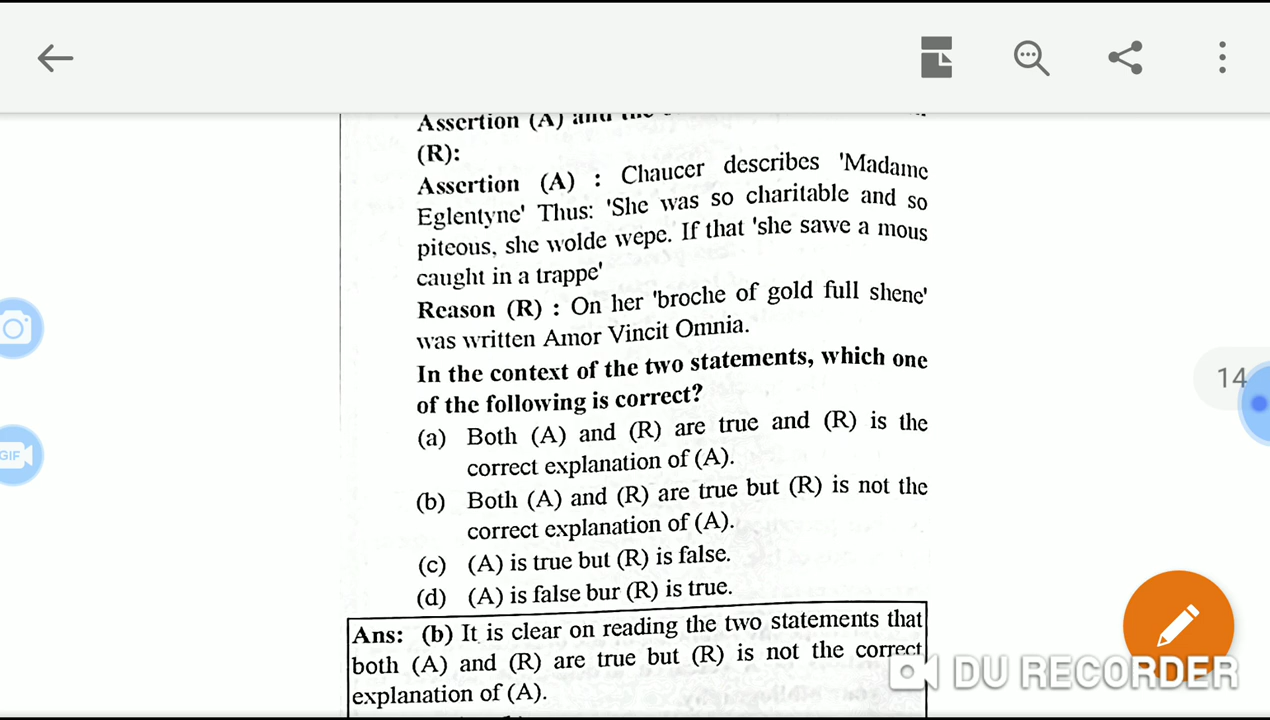 Assertion (A) and the
(R):
Assertion (A) : Chaucer describes 'Madame
Eglentyne' Thus: 'She was so charitable and so
piteous, she wolde wepe. If that 'she sawe a mous
caught in a trappe'
Reason (R) : On her 'broche of gold full shene'
was written Amor Vincit Omnia.
In the context of the two statements, which one
of the following is correct?
(a) Both (A) and (R) are true and (R) is the
correct explanation of (A).
(b) Both (A) and (R) are true but (R) is not the
correct explanation of (A).
(c) (A) is true but (R) is false.
(d) (A) is false bur (R) is true.
Ans: (b) It is clear on reading the two statements that
both (A) and (R) are true but (R) is not the correct
explanation of (A).
14
GIF
DU RECORDER